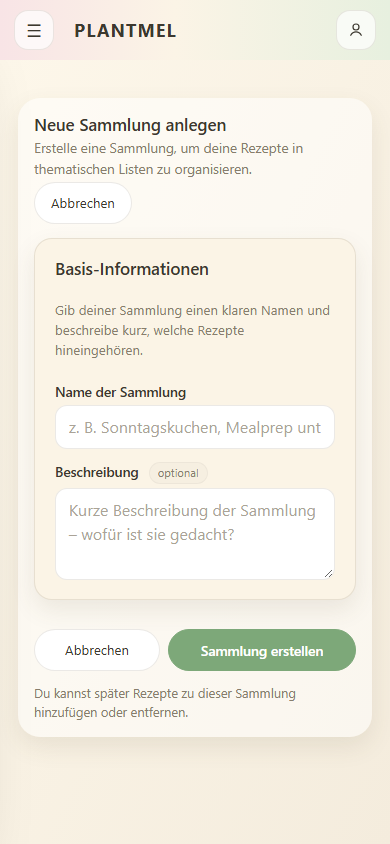 PLANTMEL
Neue Sammlung anlegen
Erstelle eine Sammlung, um deine Rezepte in
thematischen Listen zu organisieren.
Abbrechen
Basis-Informationen
Gib deiner Sammlung einen klaren Namen und
beschreibe kurz, welche Rezepte
hineingehören.
Name der Sammlung
z. B. Sonntagskuchen, Mealprep unt
Beschreibung optional
Kurze Beschreibung der Sammlung
– wofür ist sie gedacht?
Abbrechen Sammlung erstellen
Du kannst später Rezepte zu dieser Sammlung
hinzufügen oder entfernen.